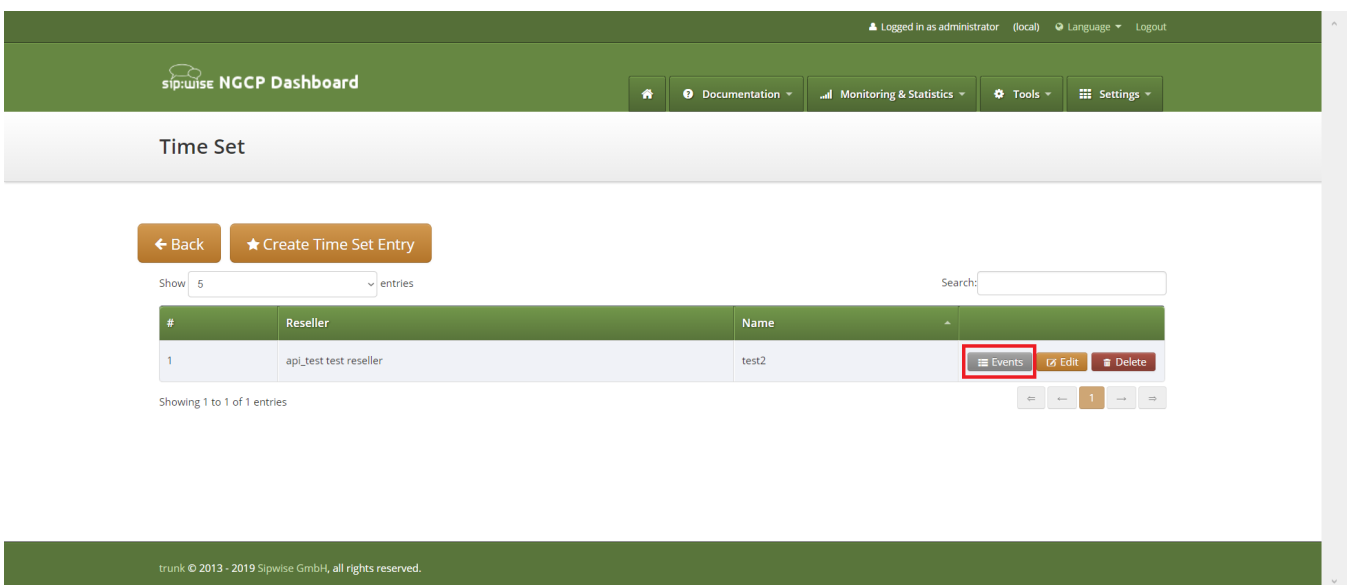 Logged in as administrator (local) Language Logout
sip:wise NGCP Dashboard
Documentation Monitoring & Statistics Tools Settings
Time Set
Back Create Time Set Entry
Show 5 entries Search:
# Reseller Name
1 api_test test reseller test2 Events Edit Delete
Showing 1 to 1 of 1 entries ⇐ ← 1 → ⇒
trunk © 2013 - 2019 Sipwise GmbH, all rights reserved.